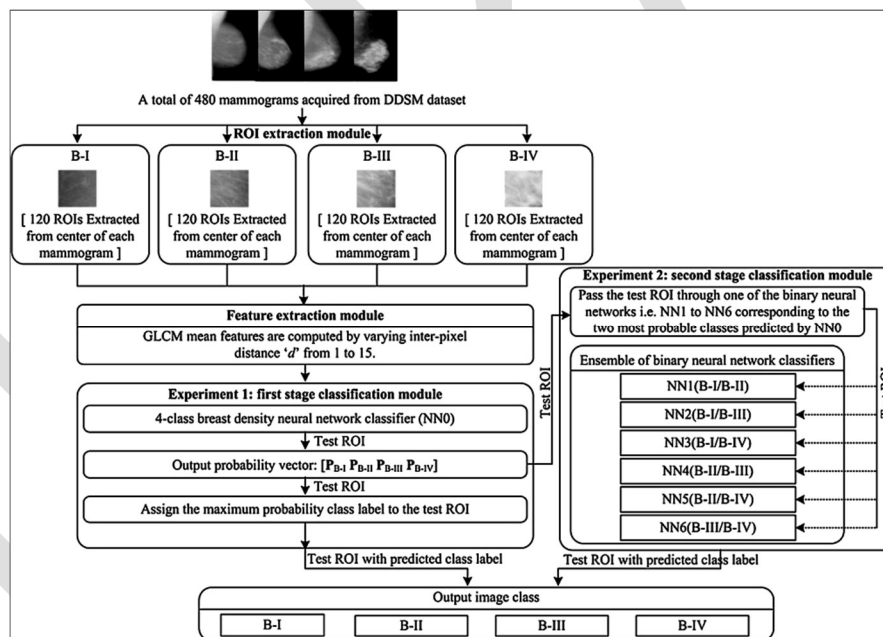 A total of 480 mammograms acquired from DDSM dataset
ROI extraction module
B-I
[ 120 ROIs Extracted
from center of each
mammogram ]
B-II
[ 120 ROIs Extracted
from center of each
mammogram ]
B-III
[ 120 ROIs Extracted
from center of each
mammogram ]
B-IV
[ 120 ROIs Extracted
from center of each
mammogram ]
Feature extraction module
GLCM mean features are computed by varying inter-pixel
distance 'd' from 1 to 15.
Experiment 1: first stage classification module
4-class breast density neural network classifier (NN0)
Test ROI
Output probability vector: [P_B-I P_B-II P_B-III P_B-IV]
Test ROI
Assign the maximum probability class label to the test ROI
Test ROI
Experiment 2: second stage classification module
Pass the test ROI through one of the binary neural
networks i.e. NN1 to NN6 corresponding to the
two most probable classes predicted by NN0
Ensemble of binary neural network classifiers
NN1(B-I/B-II)
NN2(B-I/B-III)
NN3(B-I/B-IV)
NN4(B-II/B-III)
NN5(B-II/B-IV)
NN6(B-III/B-IV)
Test ROI with predicted class label
Test ROI with predicted class label
Output image class
B-I
B-II
B-III
B-IV